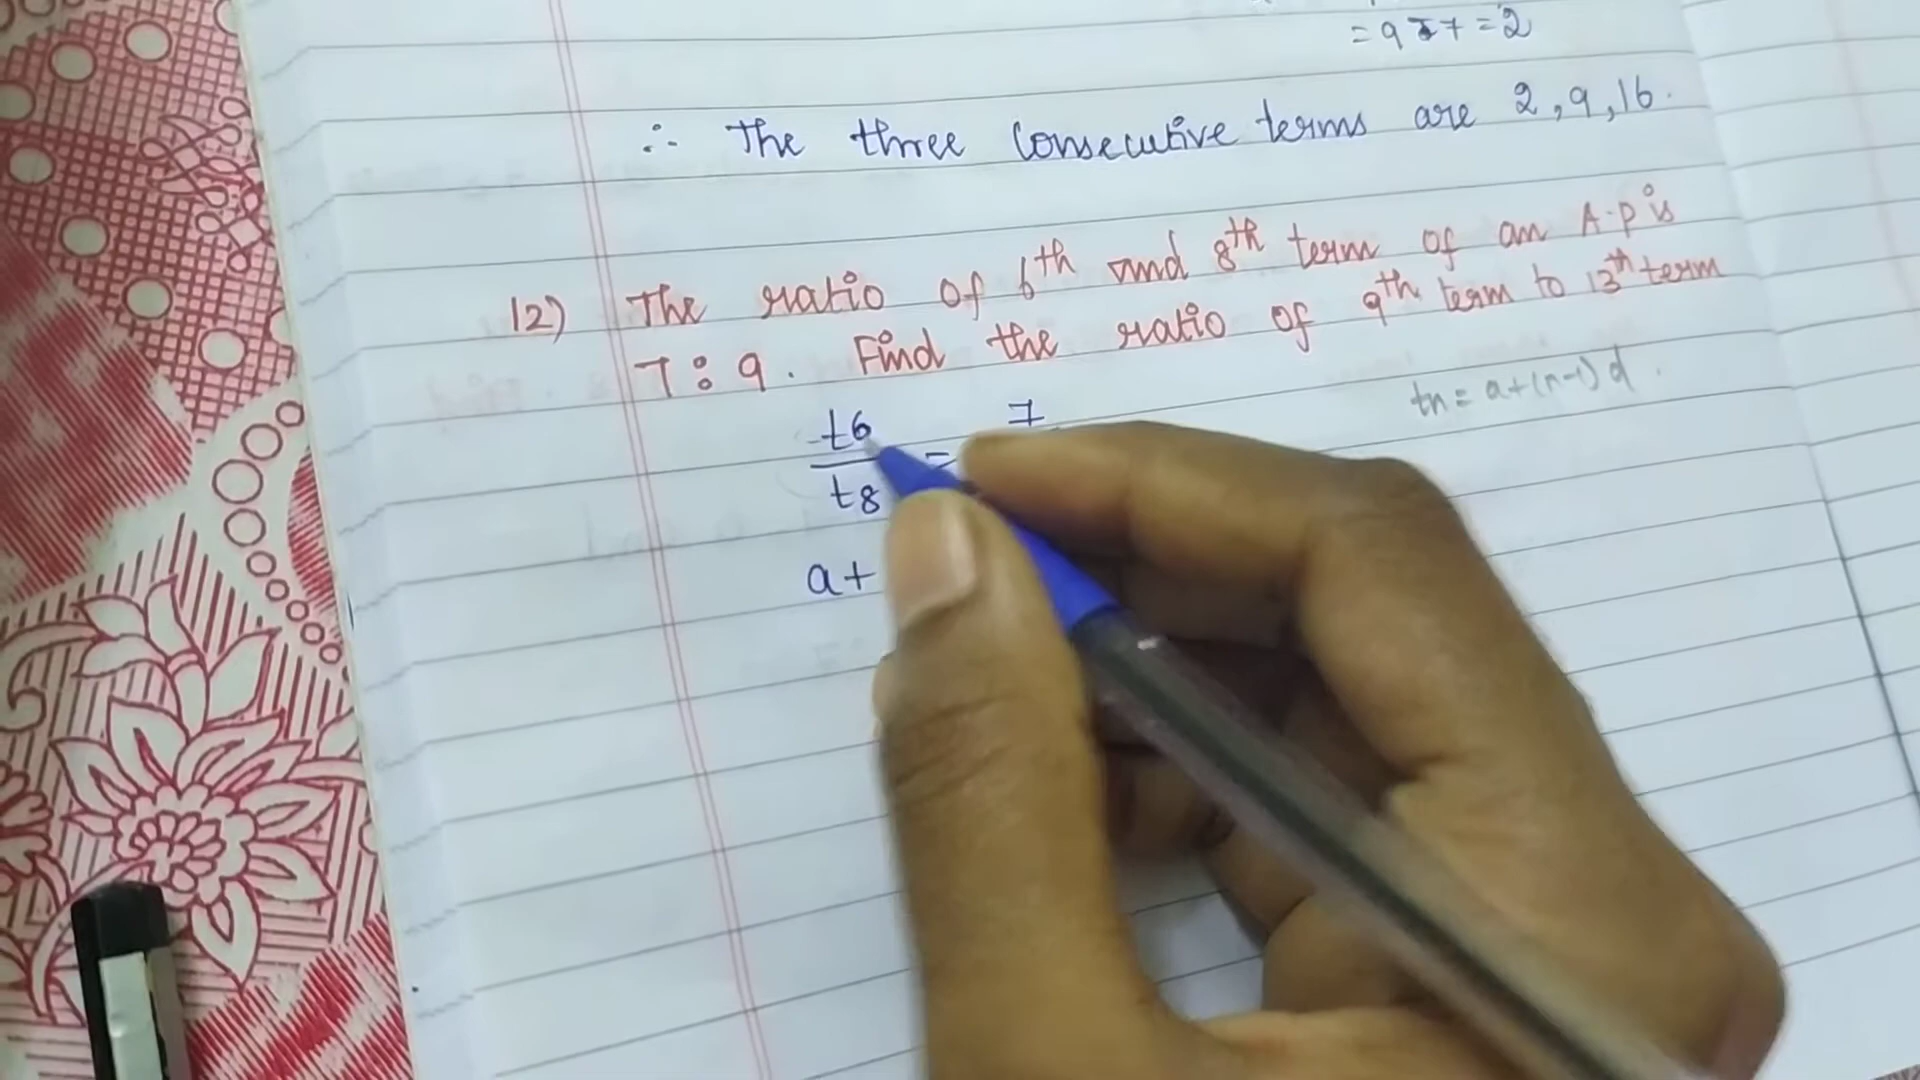 = 9 - 7 = 2
∴ The three consecutive terms are 2, 9, 16.
12) The ratio of 6th and 8th term of an A.P is
7 : 9. Find the ratio of 9th term to 13th term
tn = a+(n-1)d.
t6 = 7
t8
a+